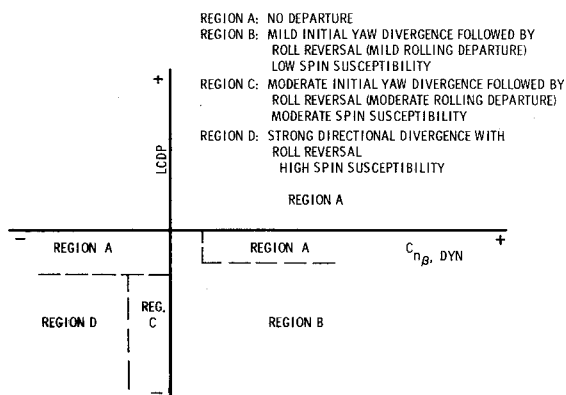 REGION A: NO DEPARTURE
REGION B: MILD INITIAL YAW DIVERGENCE FOLLOWED BY
ROLL REVERSAL (MILD ROLLING DEPARTURE)
LOW SPIN SUSCEPTIBILITY
REGION C: MODERATE INITIAL YAW DIVERGENCE FOLLOWED BY
ROLL REVERSAL (MODERATE ROLLING DEPARTURE)
MODERATE SPIN SUSCEPTIBILITY
REGION D: STRONG DIRECTIONAL DIVERGENCE WITH
ROLL REVERSAL
HIGH SPIN SUSCEPTIBILITY
+
LCDP
REGION A
−
+
REGION A
REGION A
Cnβ, DYN
REGION D
REG.
C
REGION B
−